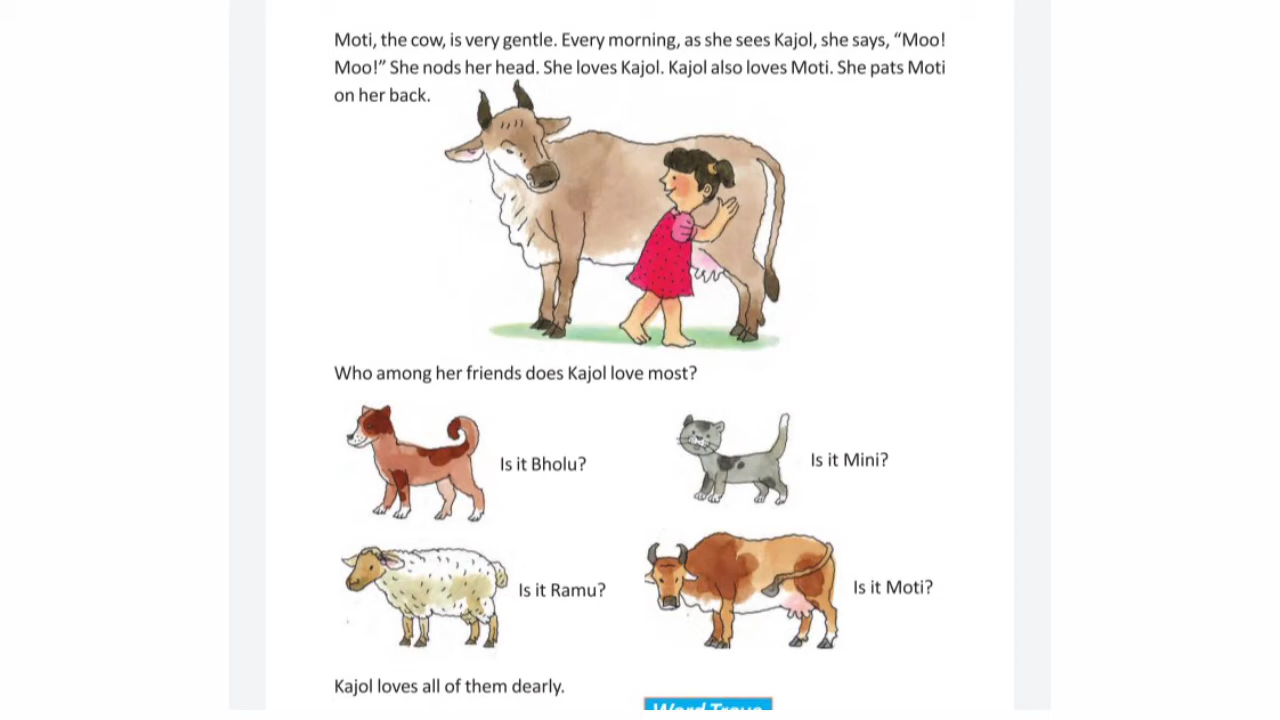 Moti, the cow, is very gentle. Every morning, as she sees Kajol, she says, “Moo!
Moo!” She nods her head. She loves Kajol. Kajol also loves Moti. She pats Moti
on her back.
Who among her friends does Kajol love most?
Is it Bholu?
Is it Mini?
Is it Ramu?
Is it Moti?
Kajol loves all of them dearly.